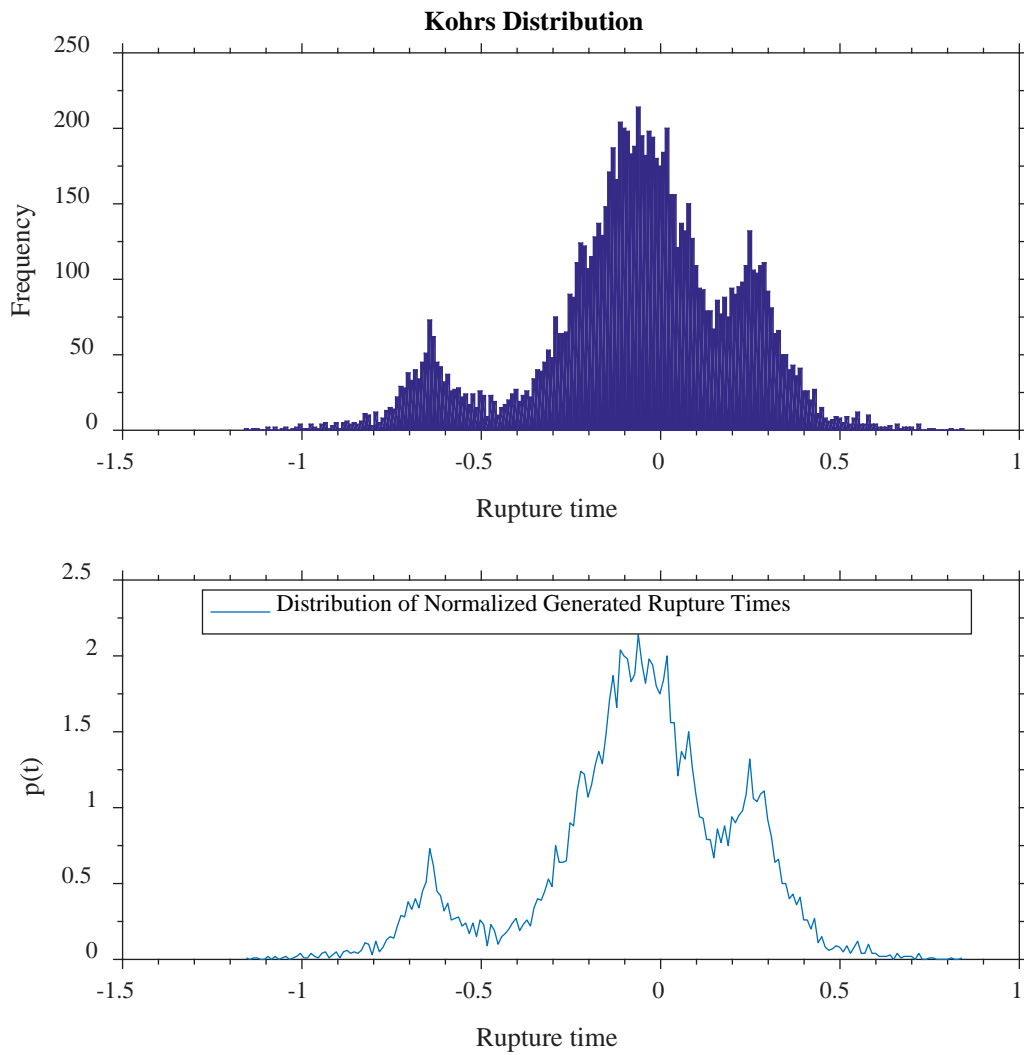 Kohrs Distribution
250
200
150
100
50
0
Frequency
-1.5 -1 -0.5 0 0.5 1
Rupture time
2.5
2
1.5
1
0.5
0
p(t)
Distribution of Normalized Generated Rupture Times
-1.5 -1 -0.5 0 0.5 1
Rupture time